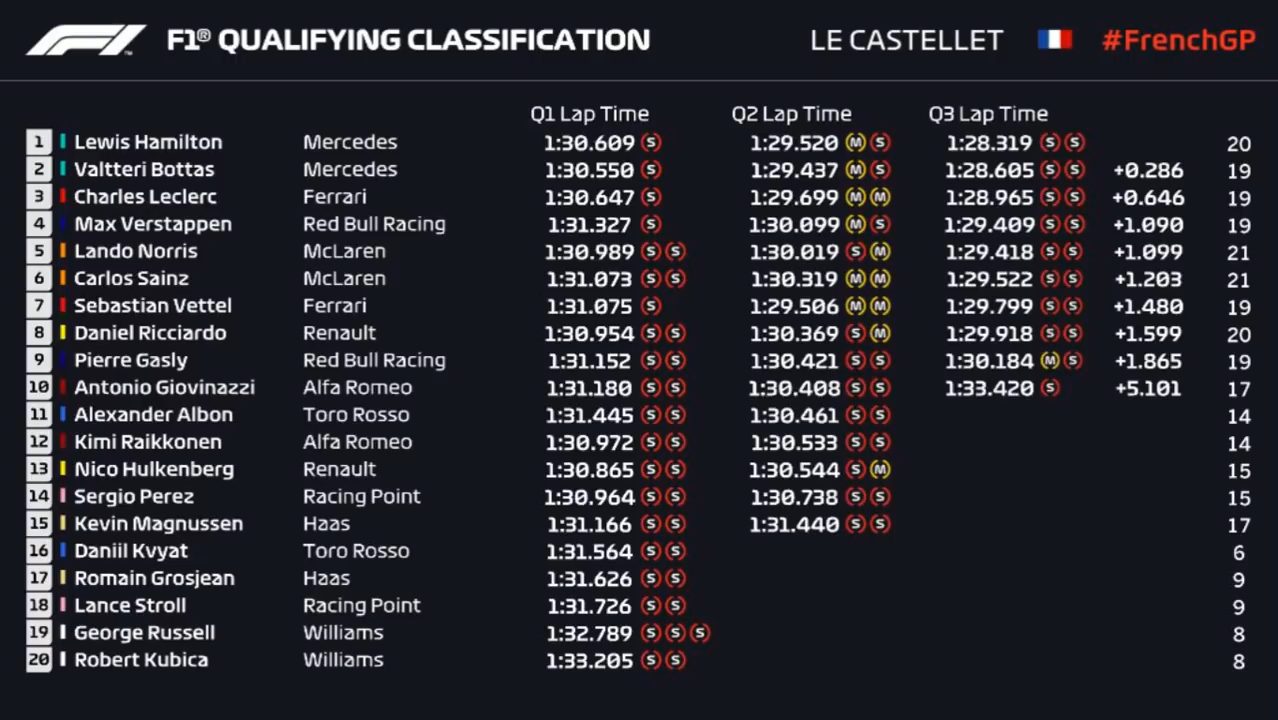 F1® QUALIFYING CLASSIFICATION LE CASTELLET #FrenchGP
Q1 Lap Time Q2 Lap Time Q3 Lap Time
1 Lewis Hamilton Mercedes 1:30.609 S 1:29.520 M S 1:28.319 S S 20
2 Valtteri Bottas Mercedes 1:30.550 S 1:29.437 M S 1:28.605 S S +0.286 19
3 Charles Leclerc Ferrari 1:30.647 S 1:29.699 M M 1:28.965 S S +0.646 19
4 Max Verstappen Red Bull Racing 1:31.327 S 1:30.099 M S 1:29.409 S S +1.090 19
5 Lando Norris McLaren 1:30.989 S S 1:30.019 S M 1:29.418 S S +1.099 21
6 Carlos Sainz McLaren 1:31.073 S S 1:30.319 M M 1:29.522 S S +1.203 21
7 Sebastian Vettel Ferrari 1:31.075 S 1:29.506 M M 1:29.799 S S +1.480 19
8 Daniel Ricciardo Renault 1:30.954 S S 1:30.369 S M 1:29.918 S S +1.599 20
9 Pierre Gasly Red Bull Racing 1:31.152 S S 1:30.421 S S 1:30.184 M S +1.865 19
10 Antonio Giovinazzi Alfa Romeo 1:31.180 S S 1:30.408 S S 1:33.420 S +5.101 17
11 Alexander Albon Toro Rosso 1:31.445 S S 1:30.461 S S 14
12 Kimi Raikkonen Alfa Romeo 1:30.972 S S 1:30.533 S S 14
13 Nico Hulkenberg Renault 1:30.865 S S 1:30.544 S M 15
14 Sergio Perez Racing Point 1:30.964 S S 1:30.738 S S 15
15 Kevin Magnussen Haas 1:31.166 S S 1:31.440 S S 17
16 Daniil Kvyat Toro Rosso 1:31.564 S S 6
17 Romain Grosjean Haas 1:31.626 S S 9
18 Lance Stroll Racing Point 1:31.726 S S 9
19 George Russell Williams 1:32.789 S S S 8
20 Robert Kubica Williams 1:33.205 S S 8